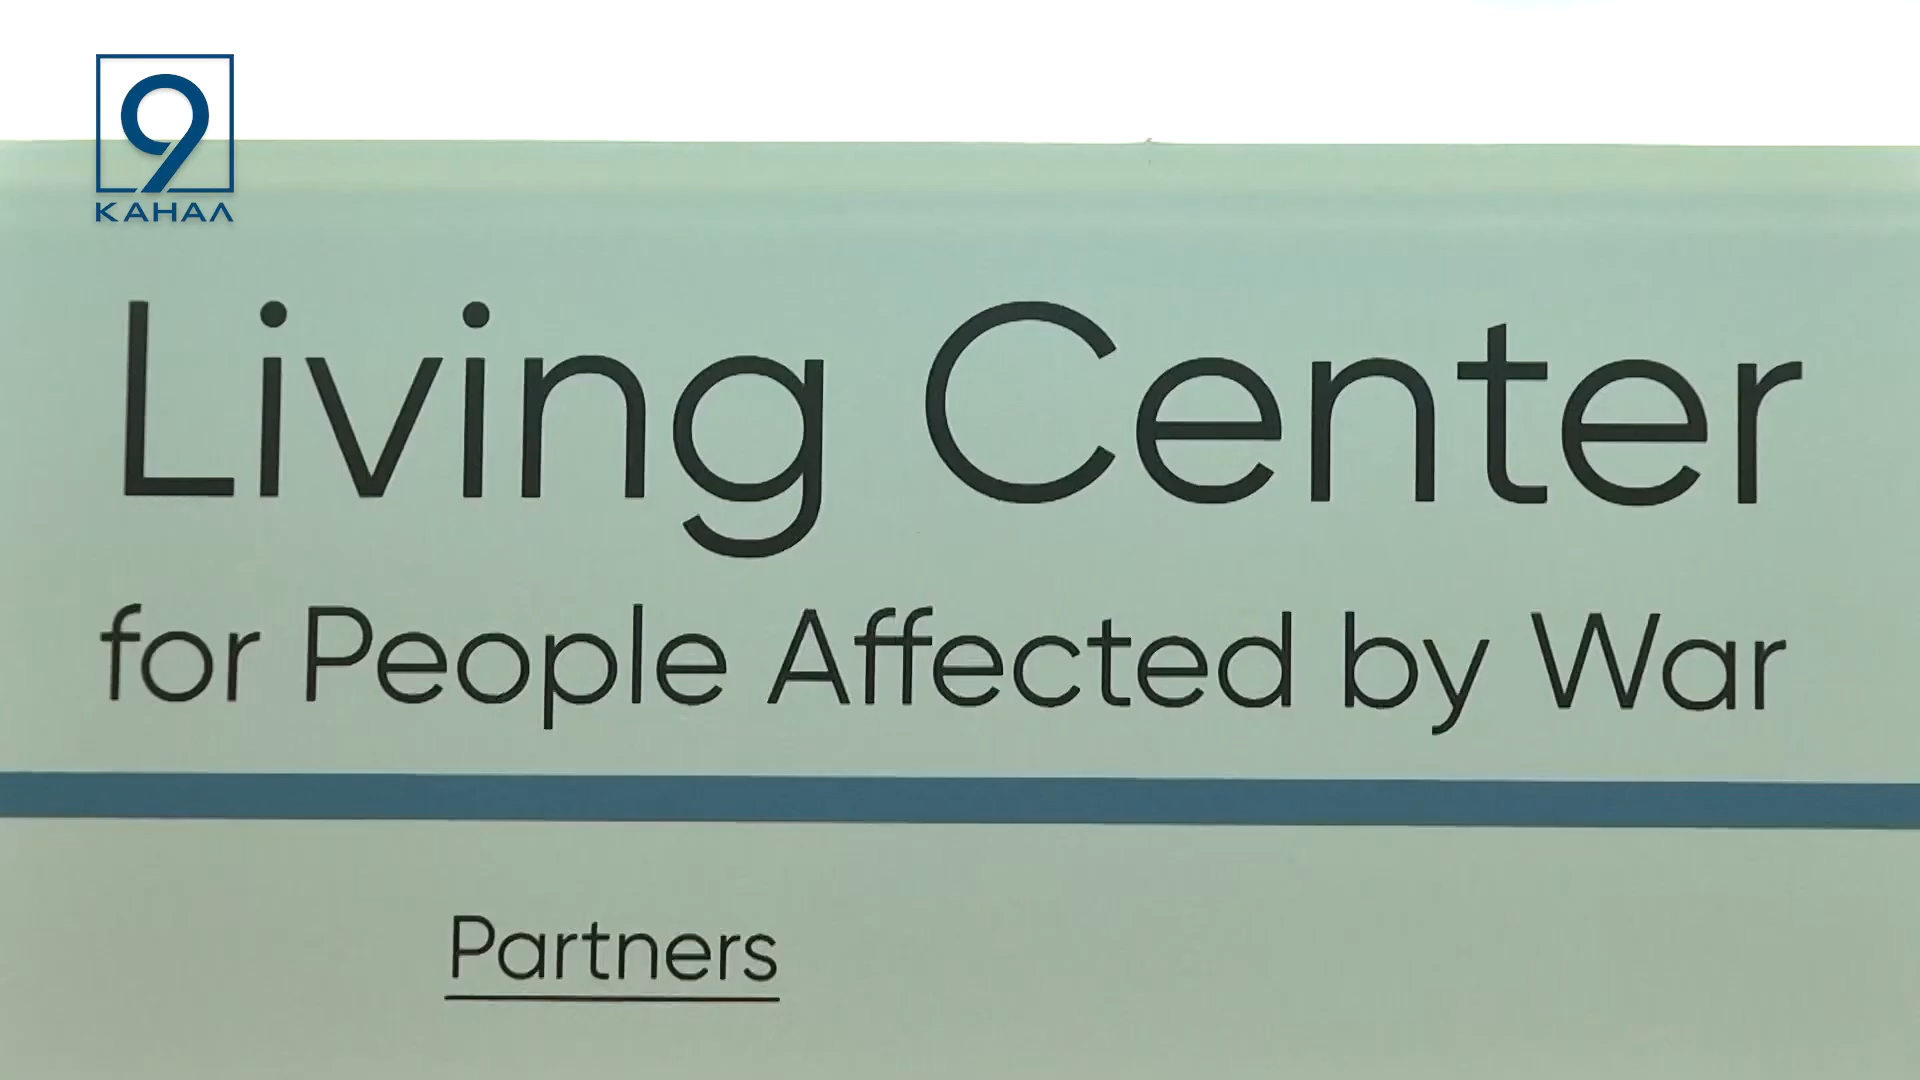 9
КАНАЛ
Living Center
for People Affected by War
Partners